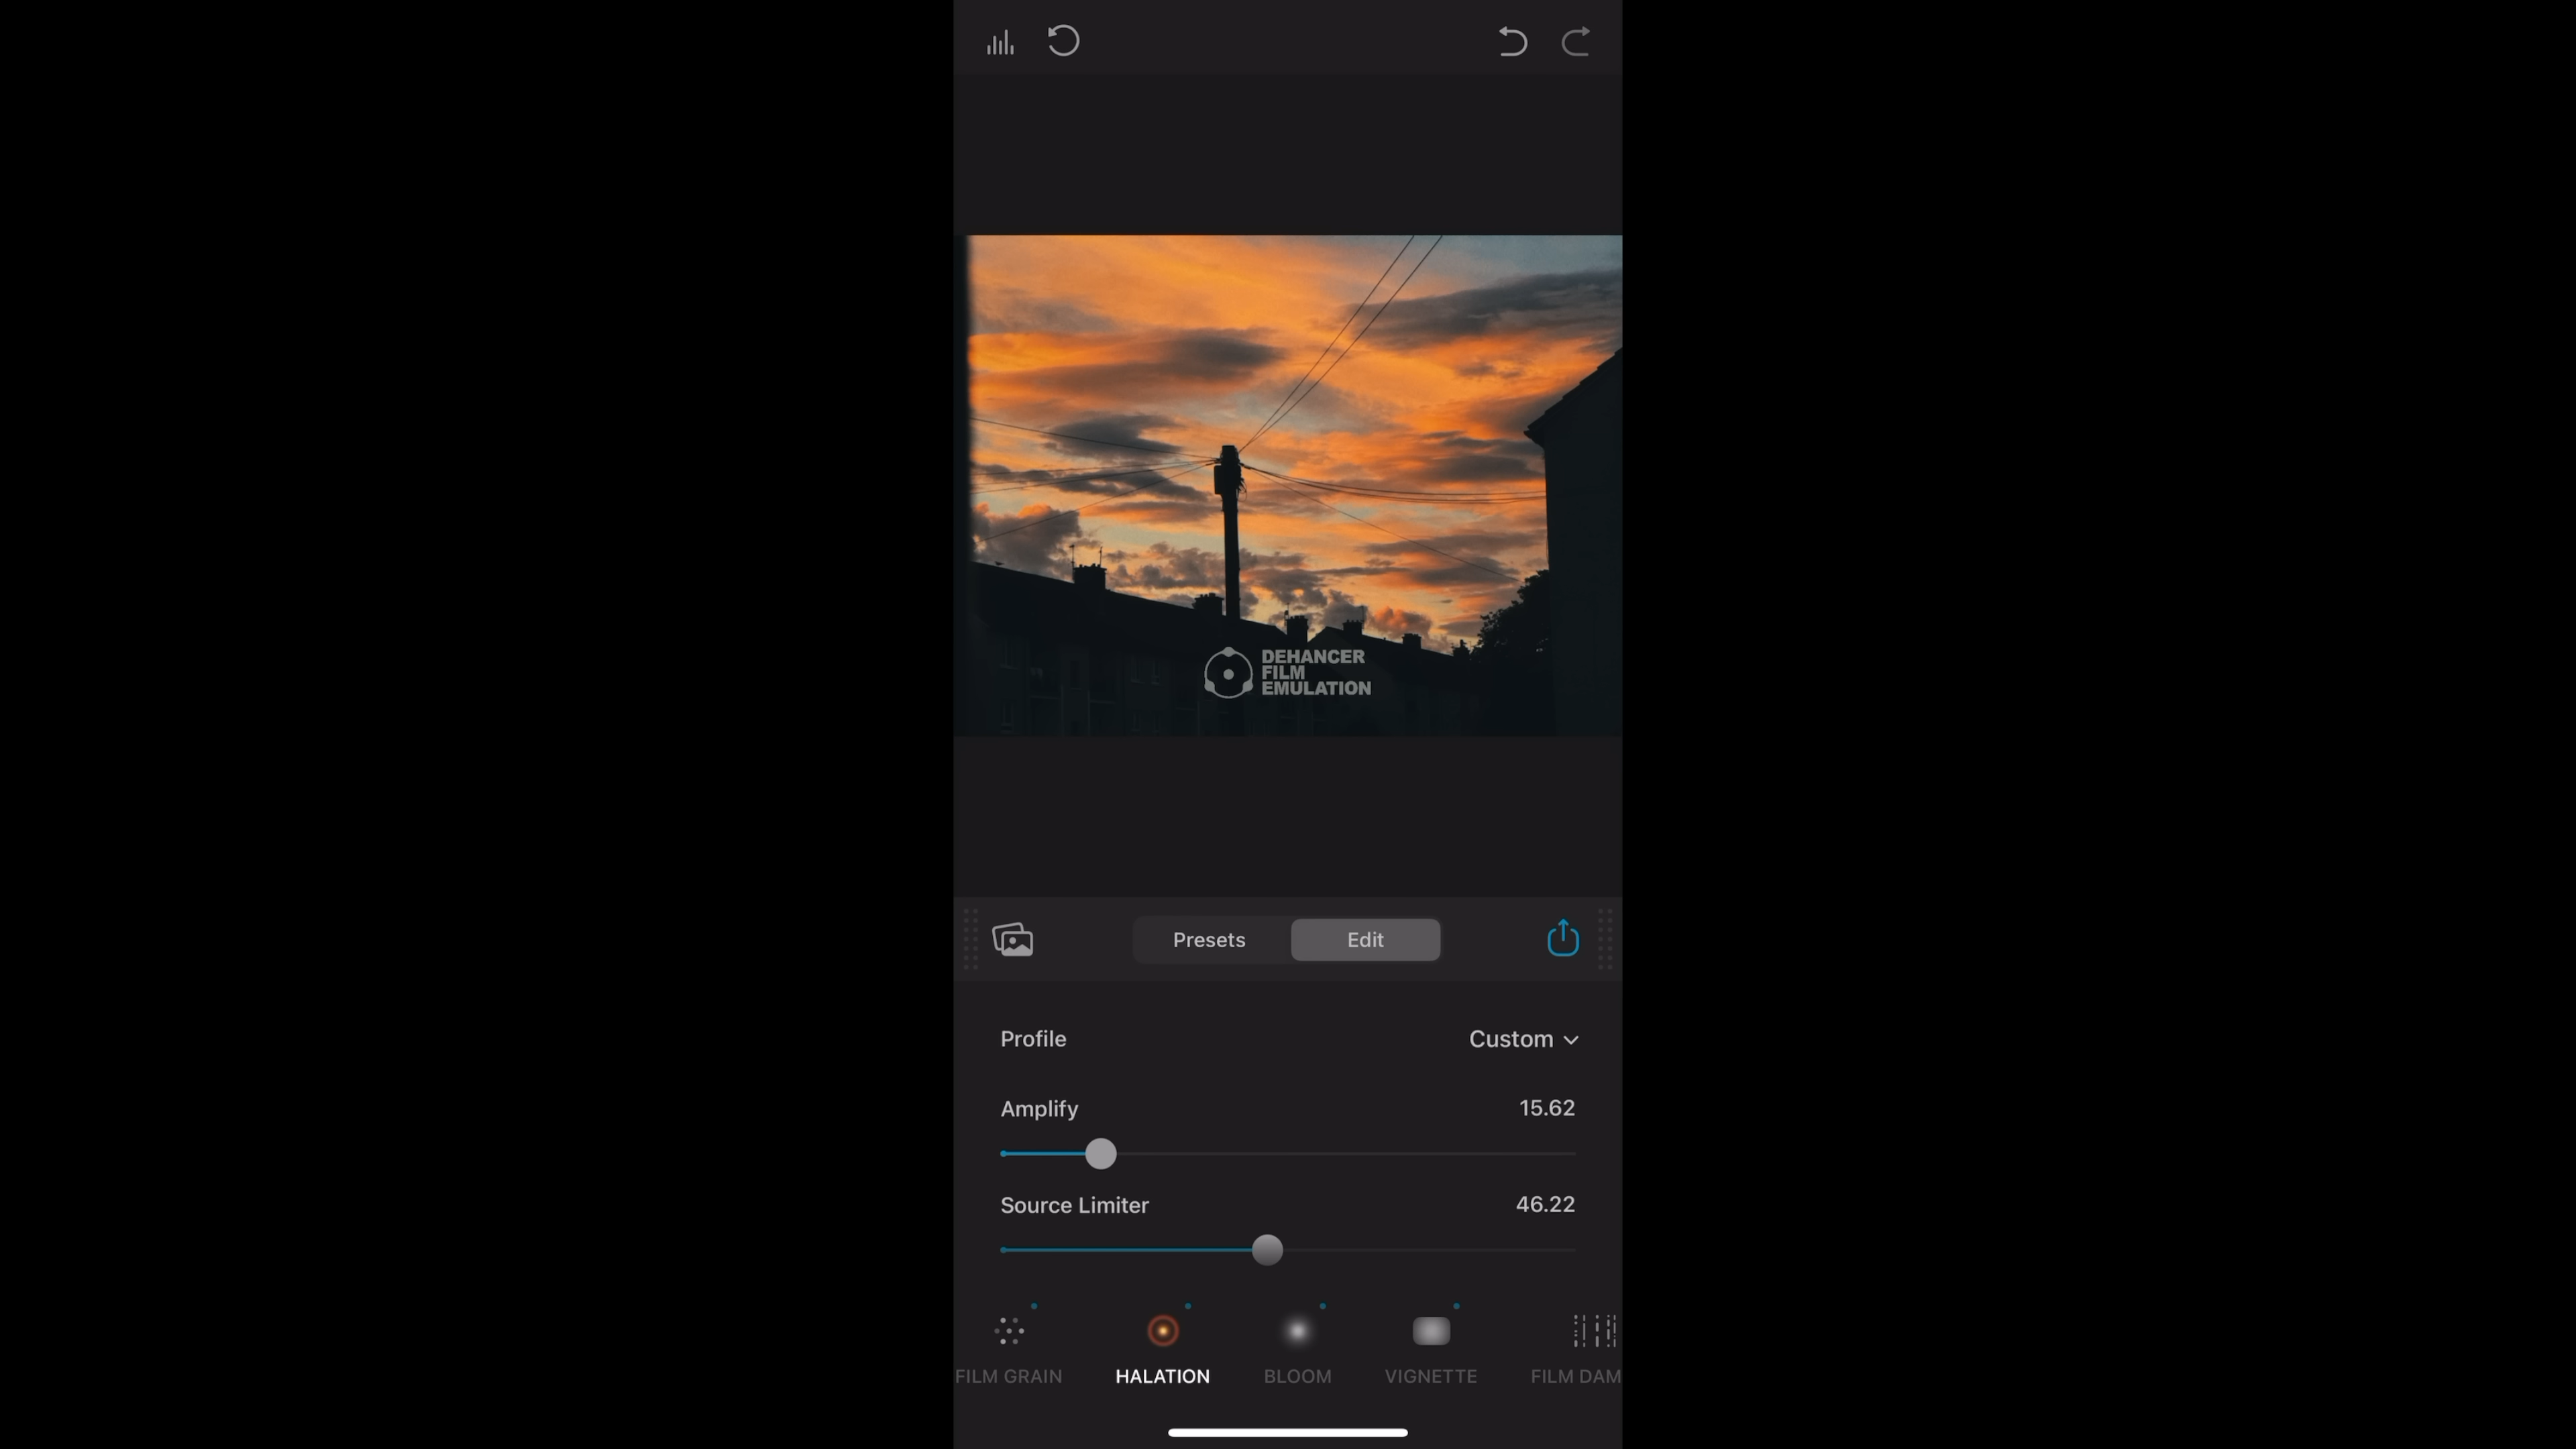 DEHANCER
FILM
EMULATION
Presets
Edit
Profile
Custom
Amplify
15.62
Source Limiter
46.22
FILM GRAIN
HALATION
BLOOM
VIGNETTE
FILM DAM